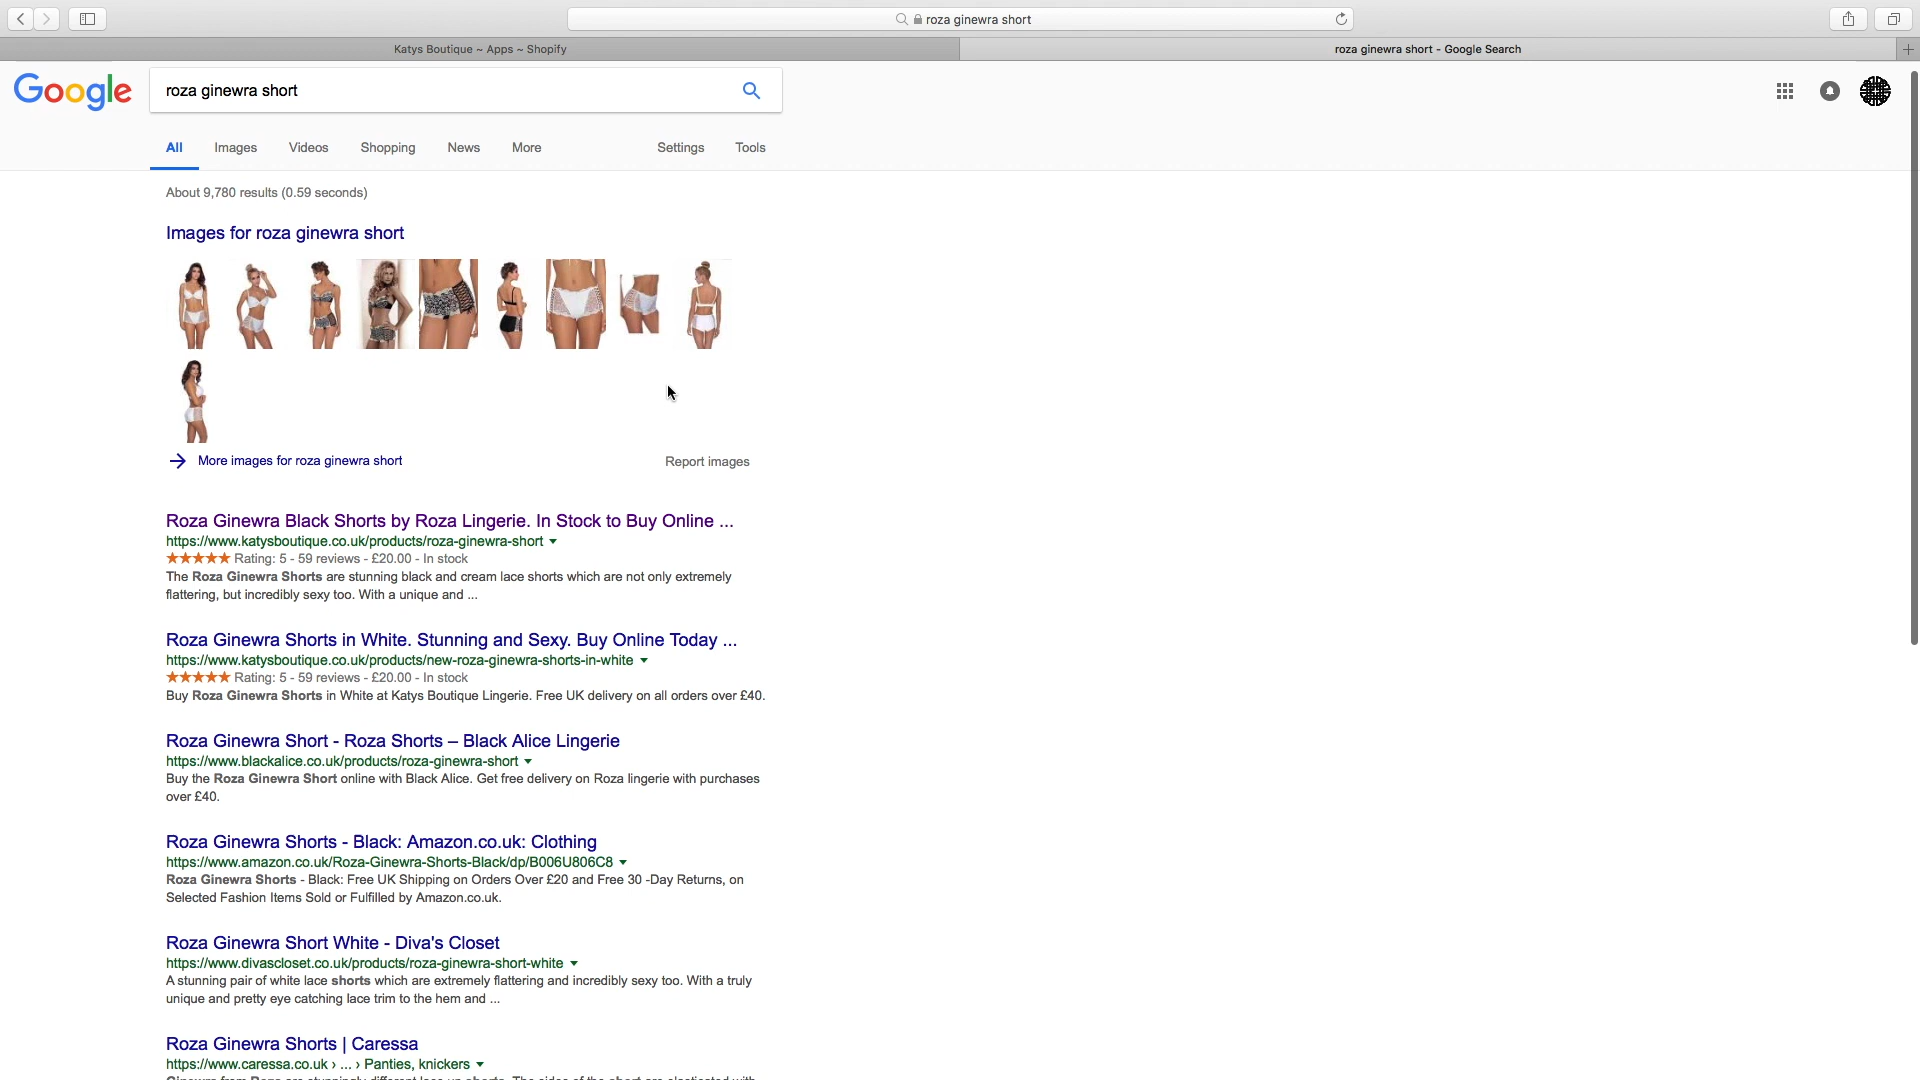 roza ginewra short
Katys Boutique ~ Apps ~ Shopify
roza ginewra short - Google Search
Google
roza ginewra short
All Images Videos Shopping News More Settings Tools
About 9,780 results (0.59 seconds)
Images for roza ginewra short
More images for roza ginewra short
Report images
Roza Ginewra Black Shorts by Roza Lingerie. In Stock to Buy Online ...
https://www.katysboutique.co.uk/products/roza-ginewra-short
Rating: 5 - 59 reviews - £20.00 - In stock
The Roza Ginewra Shorts are stunning black and cream lace shorts which are not only extremely
flattering, but incredibly sexy too. With a unique and ...
Roza Ginewra Shorts in White. Stunning and Sexy. Buy Online Today ...
https://www.katysboutique.co.uk/products/new-roza-ginewra-shorts-in-white
Rating: 5 - 59 reviews - £20.00 - In stock
Buy Roza Ginewra Shorts in White at Katys Boutique Lingerie. Free UK delivery on all orders over £40.
Roza Ginewra Short - Roza Shorts – Black Alice Lingerie
https://www.blackalice.co.uk/products/roza-ginewra-short
Buy the Roza Ginewra Short online with Black Alice. Get free delivery on Roza lingerie with purchases
over £40.
Roza Ginewra Shorts - Black: Amazon.co.uk: Clothing
https://www.amazon.co.uk/Roza-Ginewra-Shorts-Black/dp/B006U806C8
Roza Ginewra Shorts - Black: Free UK Shipping on Orders Over £20 and Free 30 -Day Returns, on
Selected Fashion Items Sold or Fulfilled by Amazon.co.uk.
Roza Ginewra Short White - Diva's Closet
https://www.divascloset.co.uk/products/roza-ginewra-short-white
A stunning pair of white lace shorts which are extremely flattering and incredibly sexy too. With a truly
unique and pretty eye catching lace trim to the hem and ...
Roza Ginewra Shorts | Caressa
https://www.caressa.co.uk › ... › Panties, knickers